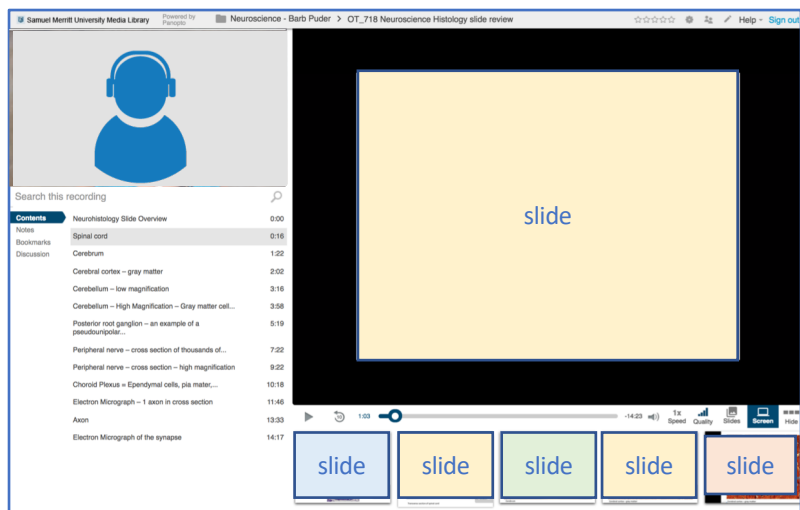 Samuel Merritt University Media Library Powered by Panopto Neuroscience - Barb Puder > OT_718 Neuroscience Histology slide review Help Sign out
Search this recording
Contents
Notes
Bookmarks
Discussion
Neurohistology Slide Overview 0:00
Spinal cord 0:16
Cerebrum 1:22
Cerebral cortex – gray matter 2:02
Cerebellum – low magnification 3:16
Cerebellum – High Magnification – Gray matter cell... 3:58
Posterior root ganglion – an example of a 5:19
pseudounipolar...
Peripheral nerve – cross section of thousands of... 7:22
Peripheral nerve – cross section – high magnification 9:22
Choroid Plexus = Ependymal cells, pia mater,... 10:18
Electron Micrograph – 1 axon in cross section 11:46
Axon 13:33
Electron Micrograph of the synapse 14:17
slide
10 1:03 -14:23 1x
Speed Quality Slides Screen Hide
slide slide slide slide slide